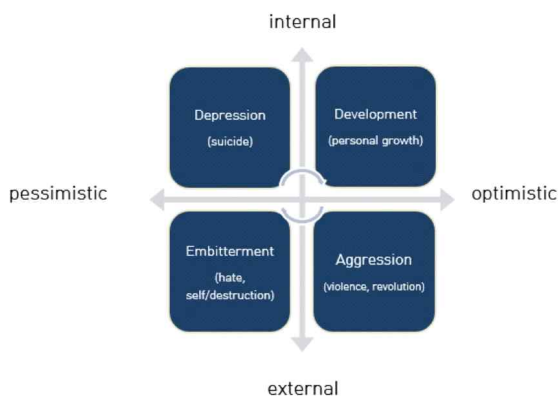 internal
Depression
(suicide)
Development
(personal growth)
pessimistic
optimistic
Embitterment
(hate,
self/destruction)
Aggression
(violence, revolution)
external